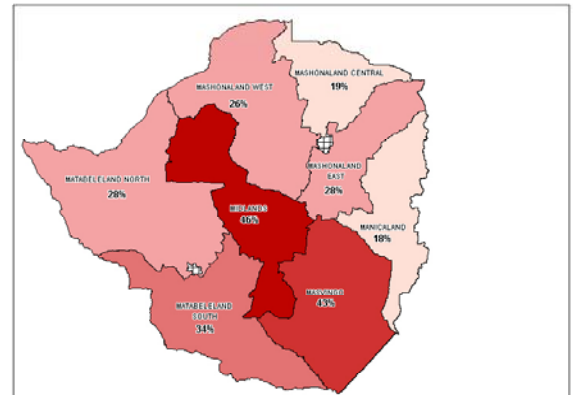 MASHONALAND CENTRAL
19%
MASHONALAND WEST
26%
MASHONALAND
EAST
28%
MATABELELAND NORTH
28%
MIDLANDS
46%
MANICALAND
18%
MASVINGO
43%
MATABELELAND
SOUTH
34%